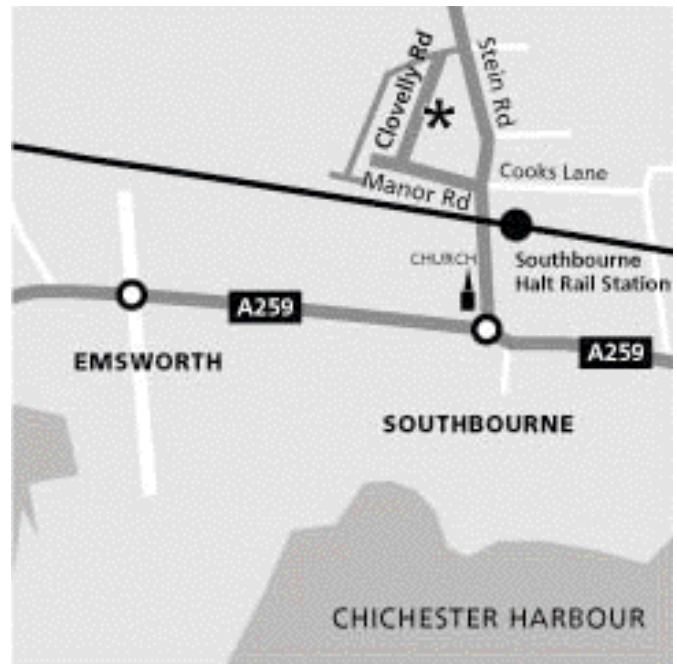 Clovelly Rd
Stein Rd
*
Cooks Lane
Manor Rd
CHURCH
Southbourne
Halt Rail Station
A259
A259
EMSWORTH
SOUTHBOURNE
CHICHESTER HARBOUR